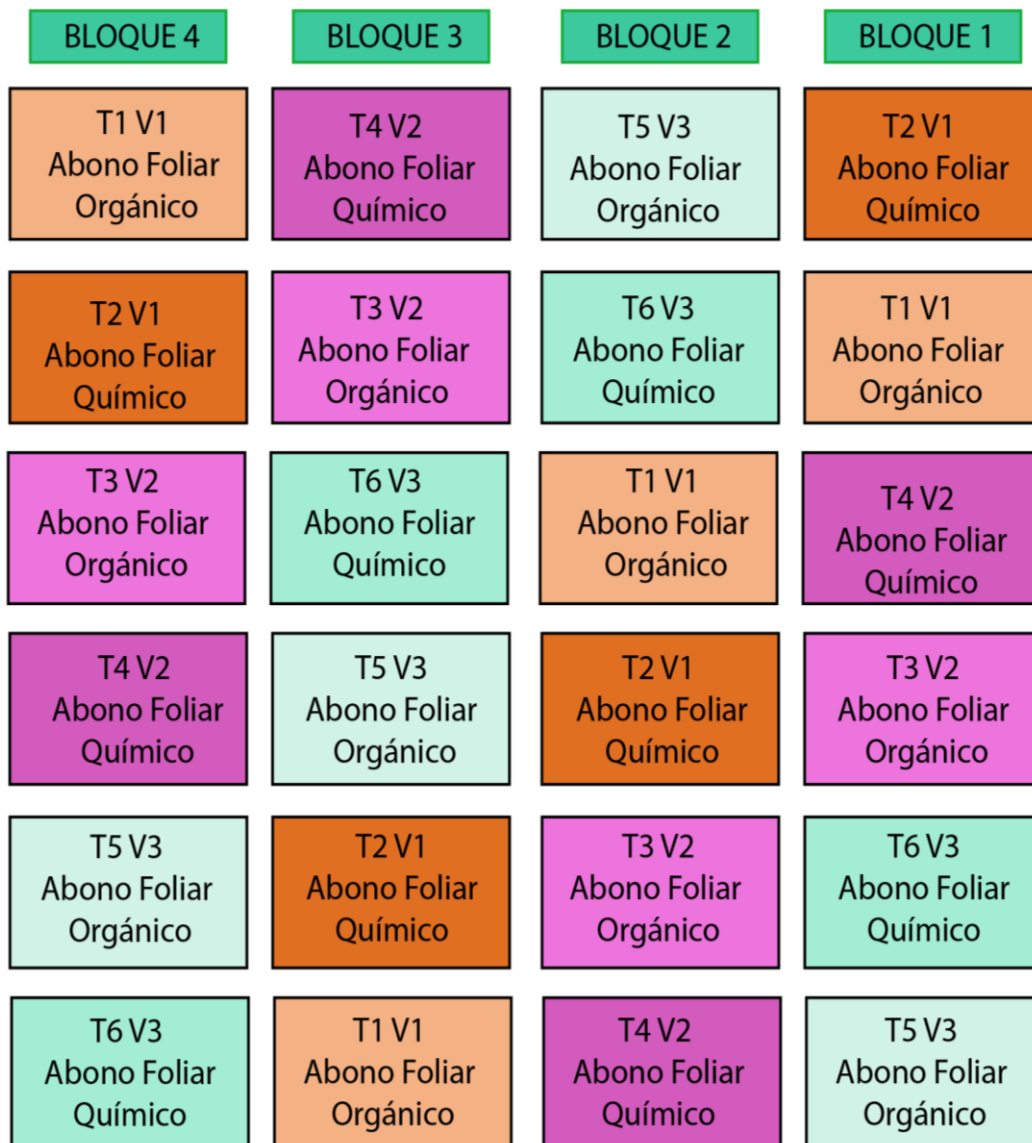 BLOQUE 4
BLOQUE 3
BLOQUE 2
BLOQUE 1
T1 V1
Abono Foliar
Orgánico
T4 V2
Abono Foliar
Químico
T5 V3
Abono Foliar
Orgánico
T2 V1
Abono Foliar
Químico
T2 V1
Abono Foliar
Químico
T3 V2
Abono Foliar
Orgánico
T6 V3
Abono Foliar
Químico
T1 V1
Abono Foliar
Orgánico
T3 V2
Abono Foliar
Orgánico
T6 V3
Abono Foliar
Químico
T1 V1
Abono Foliar
Orgánico
T4 V2
Abono Foliar
Químico
T4 V2
Abono Foliar
Químico
T5 V3
Abono Foliar
Orgánico
T2 V1
Abono Foliar
Químico
T3 V2
Abono Foliar
Orgánico
T5 V3
Abono Foliar
Orgánico
T2 V1
Abono Foliar
Químico
T3 V2
Abono Foliar
Orgánico
T6 V3
Abono Foliar
Químico
T6 V3
Abono Foliar
Químico
T1 V1
Abono Foliar
Orgánico
T4 V2
Abono Foliar
Químico
T5 V3
Abono Foliar
Orgánico